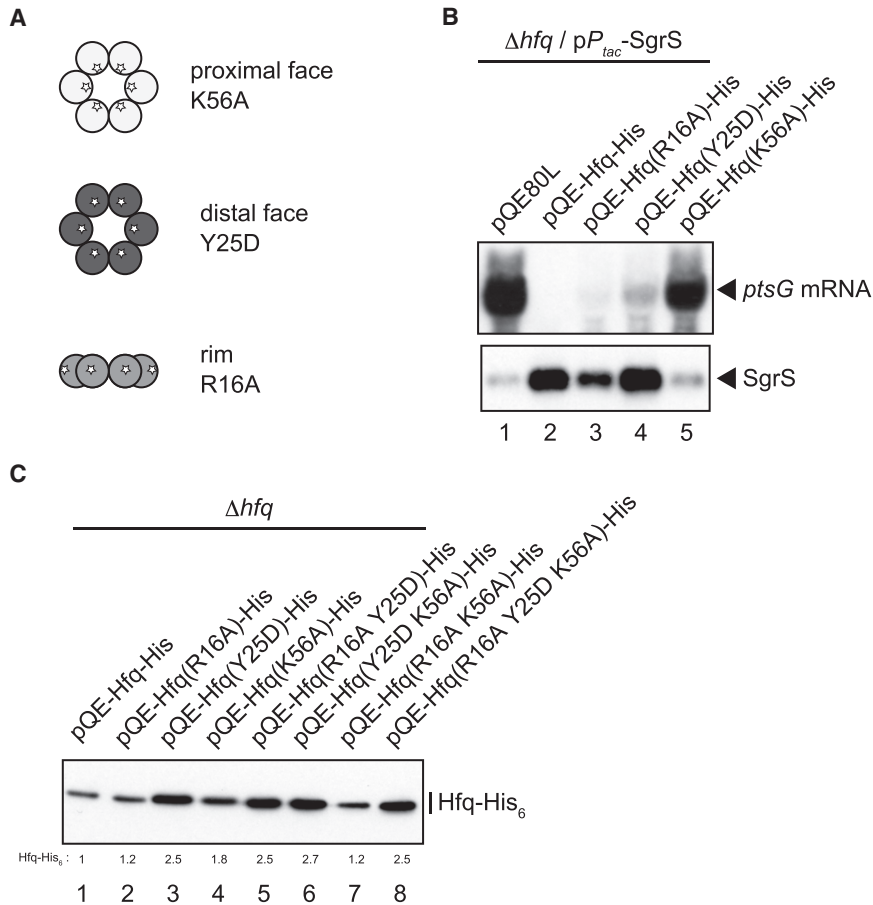 A
proximal face
K56A
distal face
Y25D
rim
R16A
B
Δhfq / pPtac-SgrS
pQE80L
pQE-Hfq-His
pQE-Hfq(R16A)-His
pQE-Hfq(Y25D)-His
pQE-Hfq(K56A)-His
ptsG mRNA
SgrS
1 2 3 4 5
C
Δhfq
pQE-Hfq-His
pQE-Hfq(R16A)-His
pQE-Hfq(Y25D)-His
pQE-Hfq(K56A)-His
pQE-Hfq(R16A Y25D)-His
pQE-Hfq(Y25D K56A)-His
pQE-Hfq(R16A K56A)-His
pQE-Hfq(R16A Y25D K56A)-His
Hfq-His6
Hfq-His6 : 1 1.2 2.5 1.8 2.5 2.7 1.2 2.5
1 2 3 4 5 6 7 8